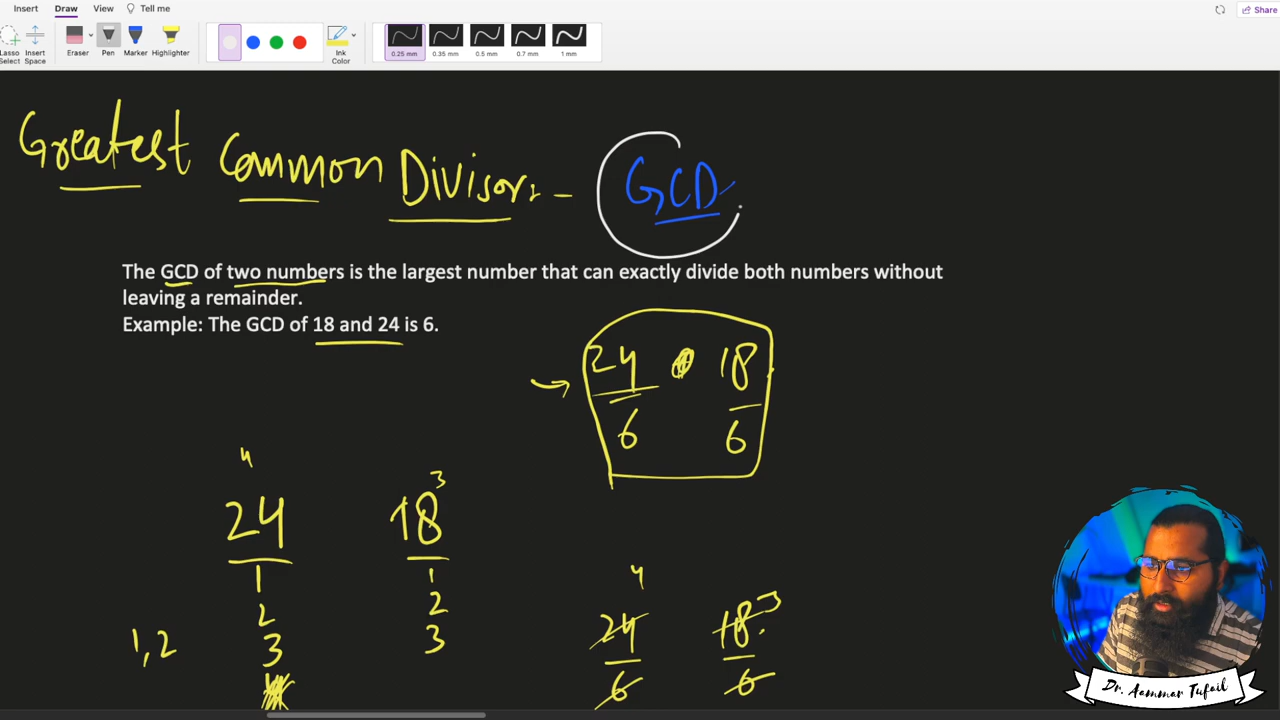 Insert Draw View Tell me
Share
Lasso Select
Insert Space
Eraser
Pen
Marker
Highlighter
Ink Color
0.25 mm 0.35 mm 0.5 mm 0.7 mm 1 mm
Greatest Common Divisor:- GCD
The GCD of two numbers is the largest number that can exactly divide both numbers without
leaving a remainder.
Example: The GCD of 18 and 24 is 6.
24 18
6 6
4 3
24 18
1 1
2 2
3 3
1, 2
4 3
24 18
6 6
Dr. Aammar Tufail